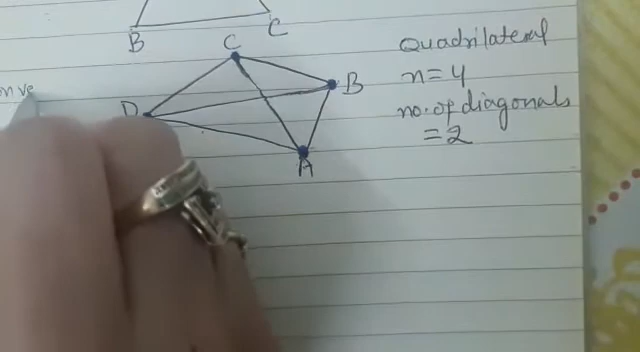 B C
C
Quadrilateral
B
n=4
D
no. of diagonals
=2
A